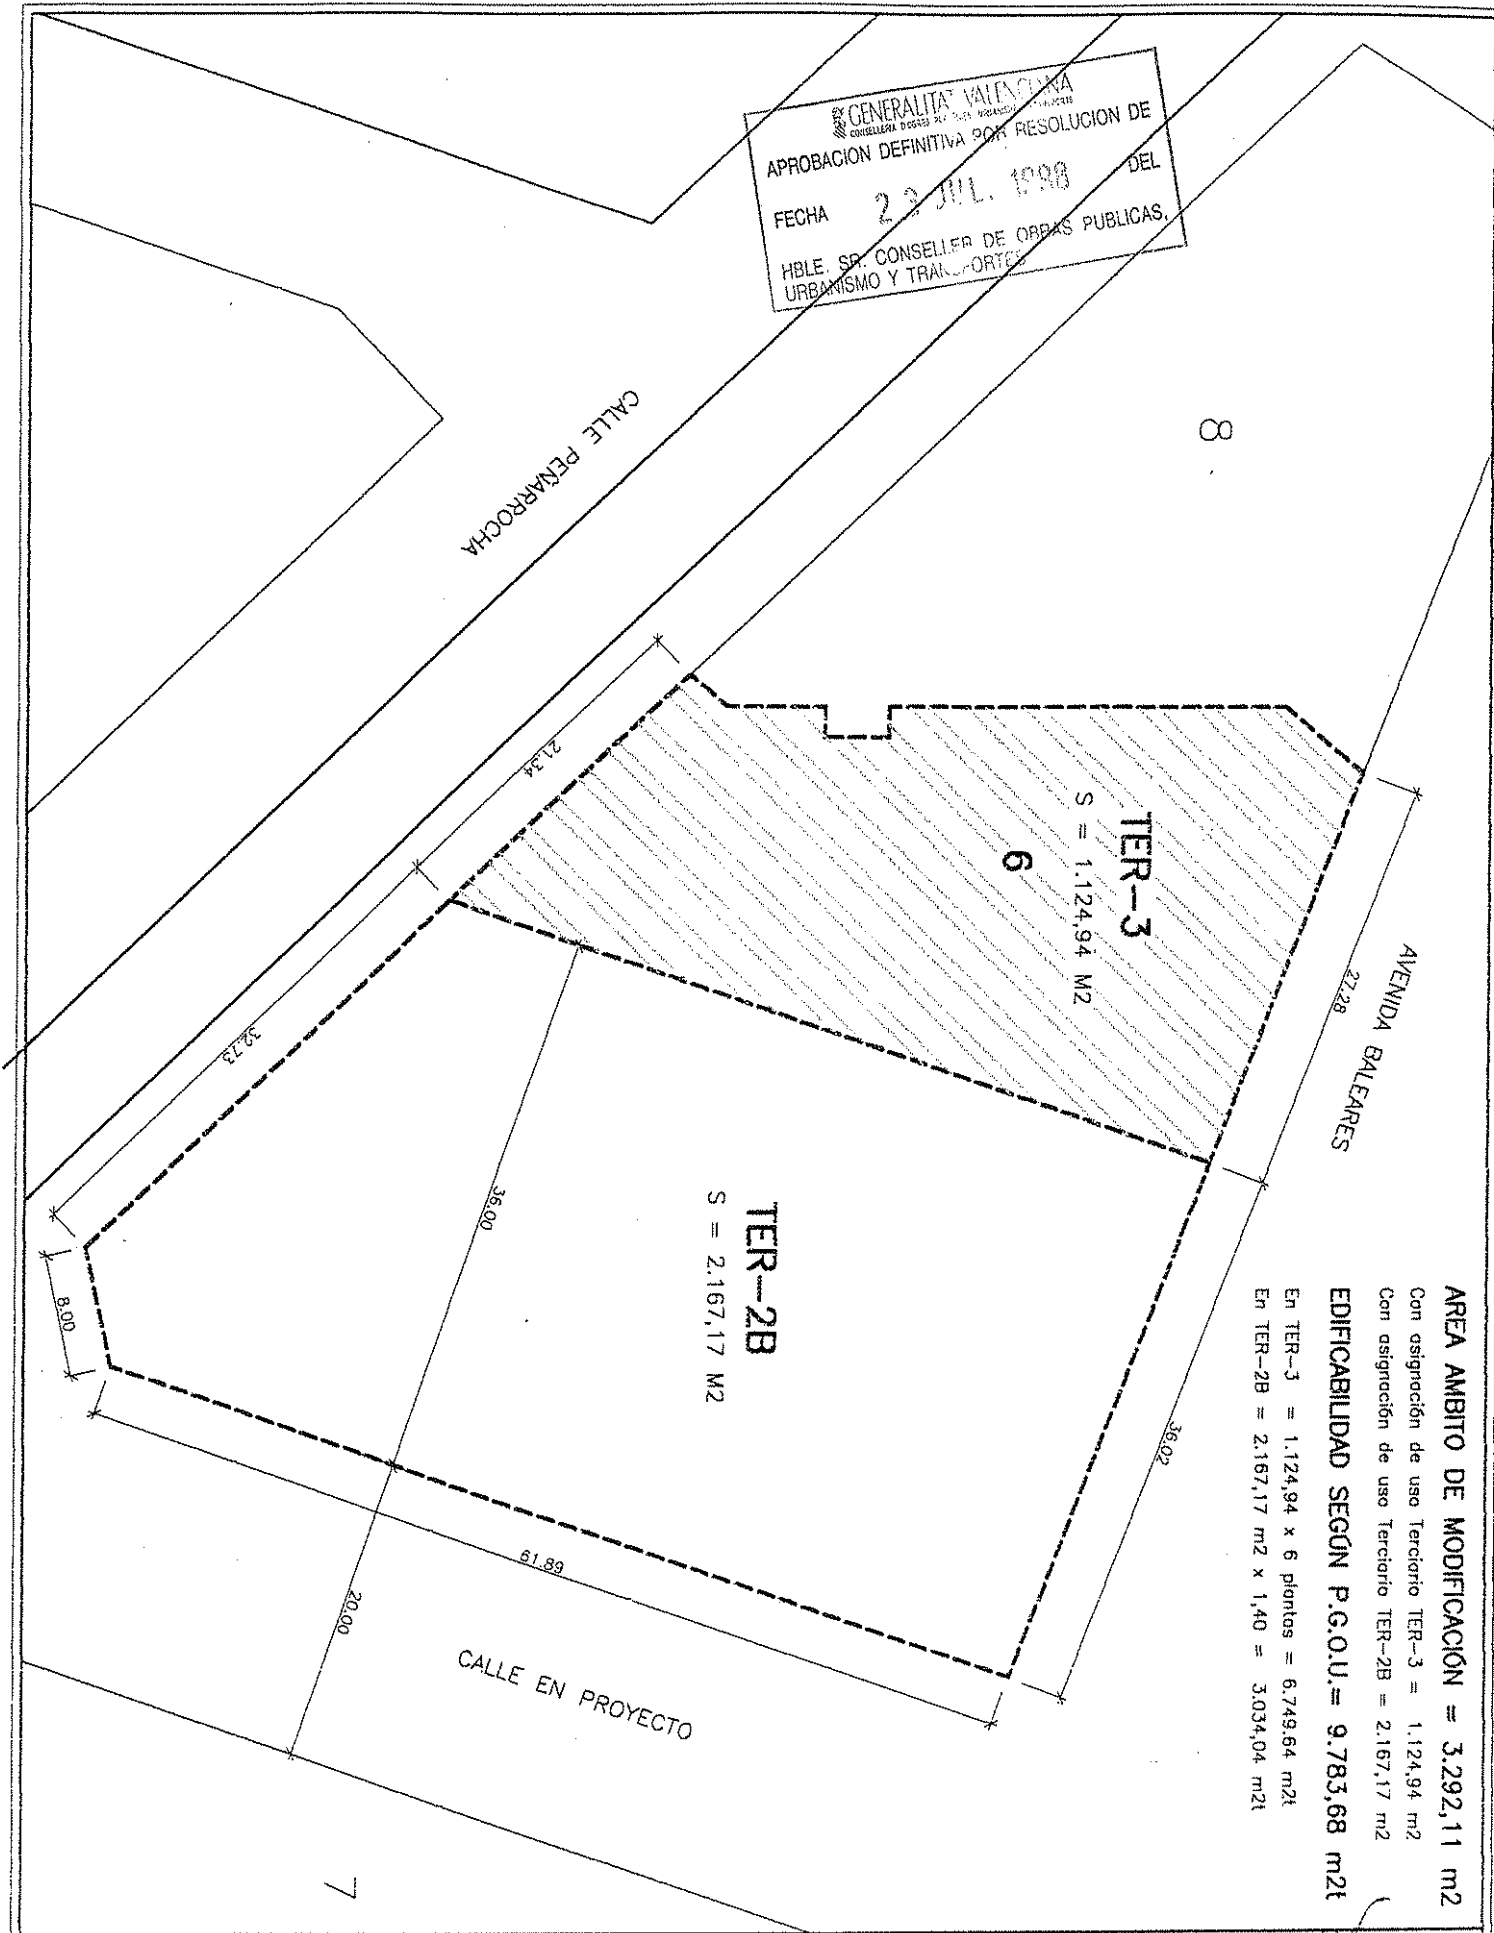 GENERALITAT VALENCIANA
APROBACION DEFINITIVA POR RESOLUCION DE
FECHA 2 JUL. DEL
HBLE. SR. CONSELLER DE OBRAS PUBLICAS,
URBANISMO Y TRANSPORTES
AREA AMBITO DE MODIFICACIÓN = 3.292,11 m2
Con asignación de uso Terciario TER-3 = 1.124,94 m2
Con asignación de uso Terciario TER-2B = 2.167,17 m2
EDIFICABILIDAD SEGÚN P.G.O.U.= 9.783,68 m2t
En TER-3 = 1.124,94 x 6 plantas = 6.749.64 m2t
En TER-2B = 2.167,17 m2 x 1,40 = 3.034,04 m2t
AVENIDA BALEARES
27.28
36.02
8
TER-3
S = 1.124,94 M2
6
TER-2B
S = 2.167,17 M2
36.00
CALLE PEÑARROCHA
21.34
32.73
8.00
61.89
20.00
CALLE EN PROYECTO
7